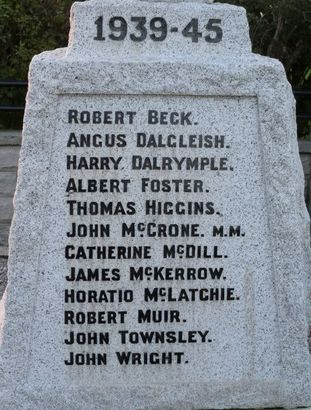 1939-45
ROBERT BECK.
ANGUS DALGLEISH.
HARRY DALRYMPLE.
ALBERT FOSTER.
THOMAS HIGGINS.
JOHN McCRONE. M.M.
CATHERINE McDILL.
JAMES McKERROW.
HORATIO McLATCHIE.
ROBERT MUIR.
JOHN TOWNSLEY.
JOHN WRIGHT.